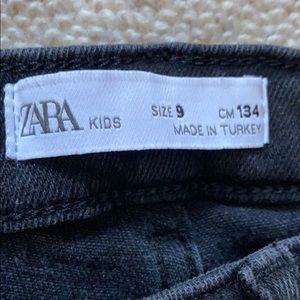 ZARA KIDS SIZE 9 CM 134
MADE IN TURKEY